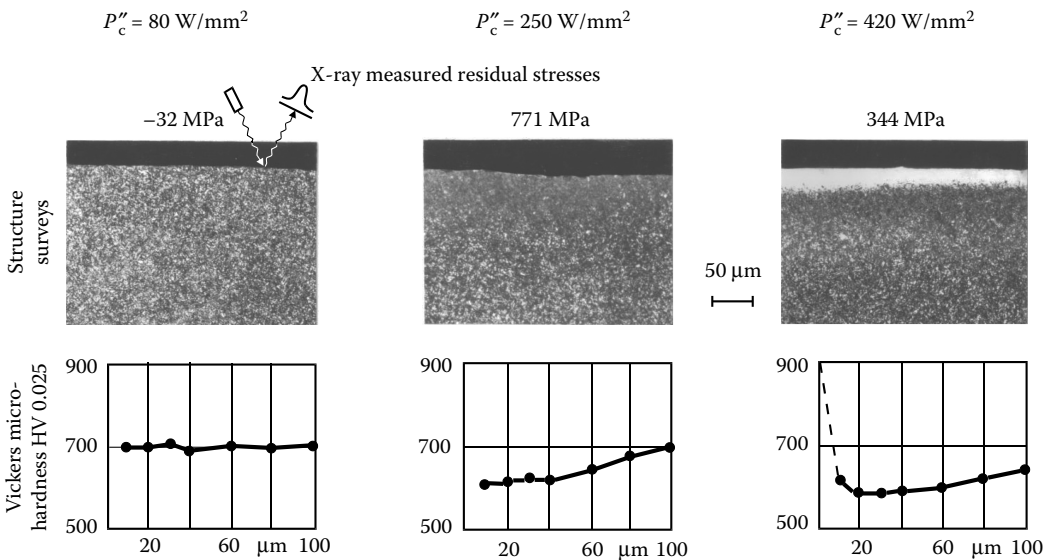 P″c = 80 W/mm²
P″c = 250 W/mm²
P″c = 420 W/mm²
X-ray measured residual stresses
–32 MPa
771 MPa
344 MPa
Structure
surveys
50 µm
Vickers micro-
hardness HV 0.025
900
700
500
20 60 µm 100
900
700
500
20 60 µm 100
900
700
500
20 60 µm 100